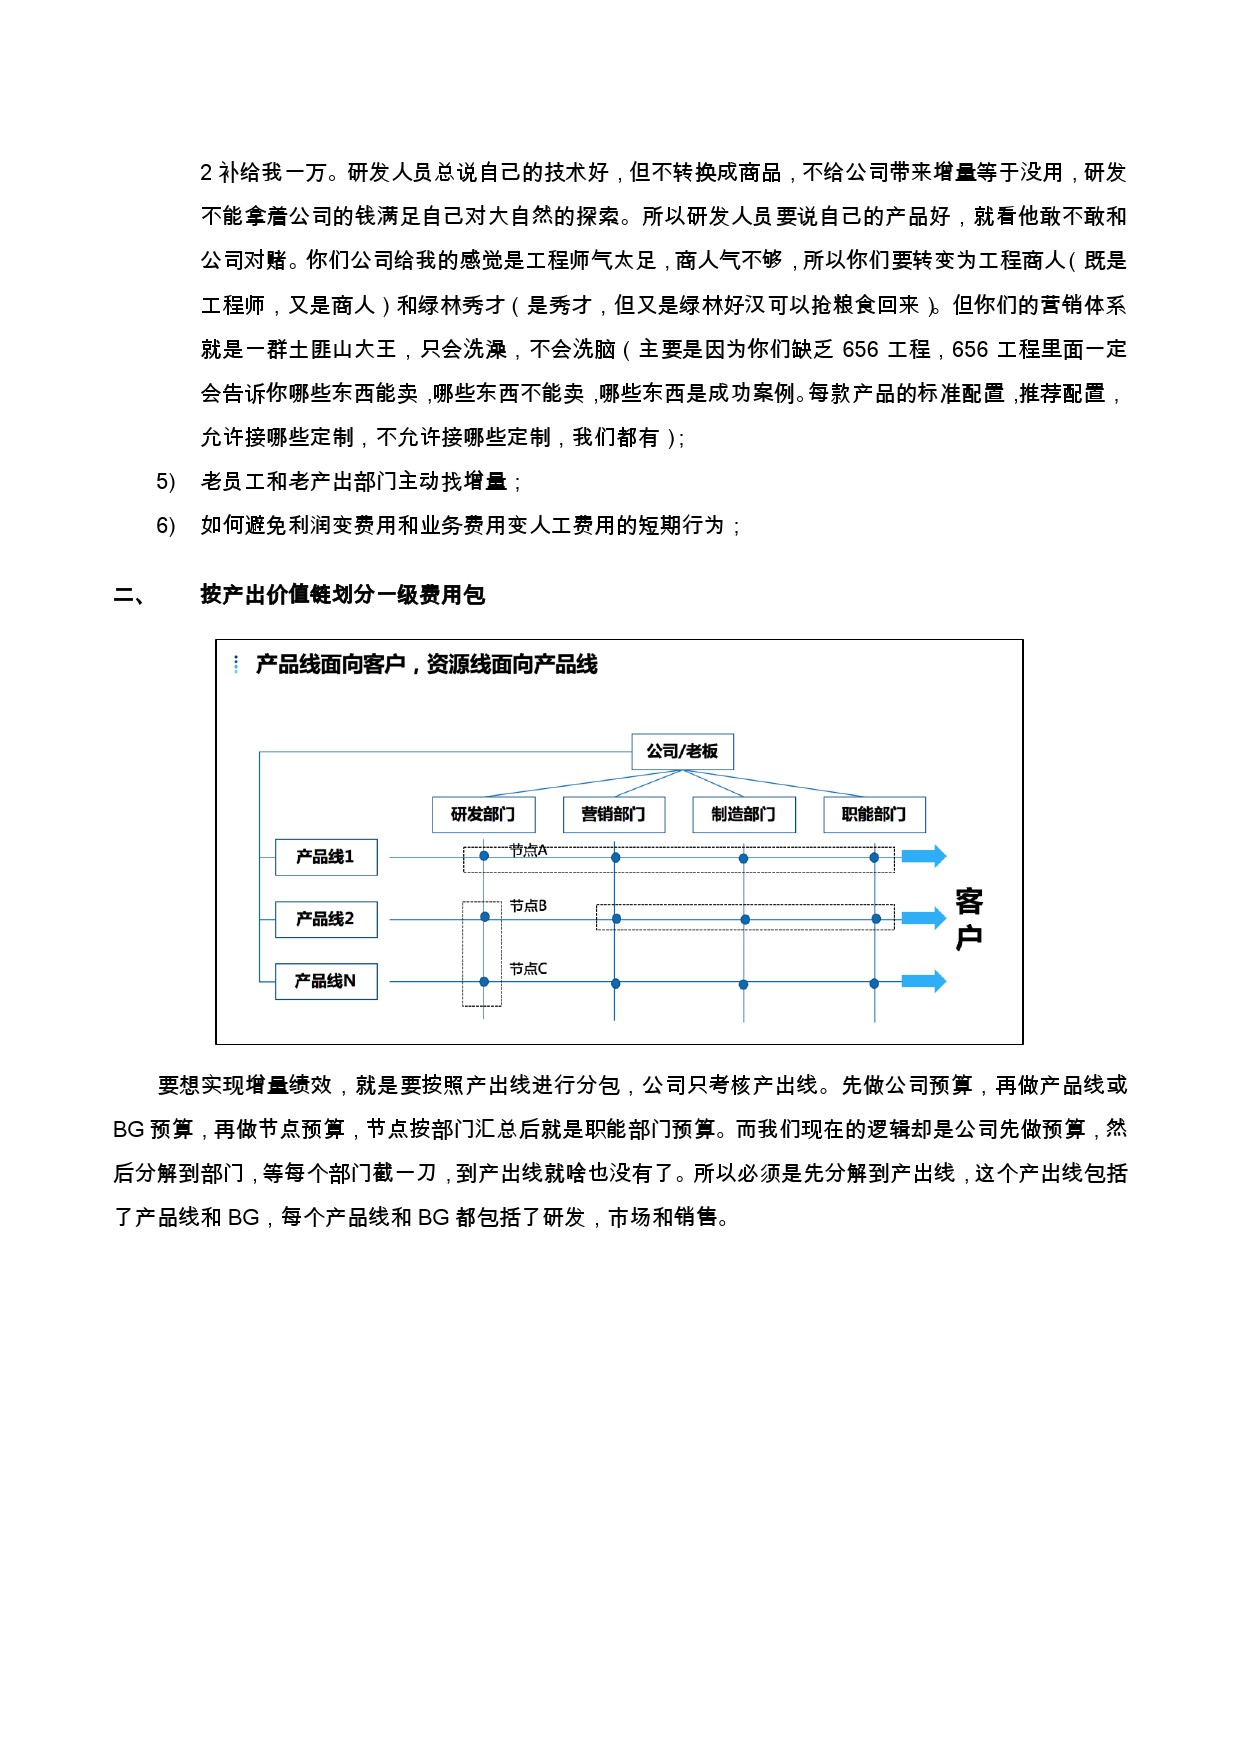 2 补给我一万。研发人员总说自己的技术好，但不转换成商品，不给公司带来增量等于没用，研发
不能拿着公司的钱满足自己对大自然的探索。所以研发人员要说自己的产品好，就看他敢不敢和
公司对赌。你们公司给我的感觉是工程师气太足，商人气不够，所以你们要转变为工程商人（既是
工程师，又是商人）和绿林秀才（是秀才，但又是绿林好汉可以抢粮食回来）。但你们的营销体系
就是一群土匪山大王，只会洗澡，不会洗脑（主要是因为你们缺乏 656 工程，656 工程里面一定
会告诉你哪些东西能卖，哪些东西不能卖，哪些东西是成功案例。每款产品的标准配置，推荐配置，
允许接哪些定制，不允许接哪些定制，我们都有）；
5) 老员工和老产出部门主动找增量；
6) 如何避免利润变费用和业务费用变人工费用的短期行为；
二、 按产出价值链划分一级费用包
产品线面向客户，资源线面向产品线
公司/老板
研发部门 营销部门 制造部门 职能部门
产品线1 节点A
产品线2 节点B
产品线N 节点C
客户
要想实现增量绩效，就是要按照产出线进行分包，公司只考核产出线。先做公司预算，再做产品线或
BG 预算，再做节点预算，节点按部门汇总后就是职能部门预算。而我们现在的逻辑却是公司先做预算，然
后分解到部门，等每个部门截一刀，到产出线就啥也没有了。所以必须是先分解到产出线，这个产出线包括
了产品线和 BG，每个产品线和 BG 都包括了研发，市场和销售。